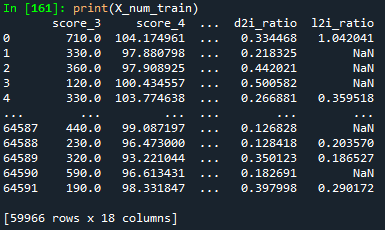 In [161]: print(X_num_train)
score_3 score_4 ... d2i_ratio l2i_ratio
0 710.0 104.174961 ... 0.334468 1.042041
1 330.0 97.880798 ... 0.218325 NaN
2 360.0 97.908925 ... 0.442021 NaN
3 120.0 100.434557 ... 0.500582 NaN
4 330.0 103.774638 ... 0.266881 0.359518
... ... ... ... ... ...
64587 440.0 99.087197 ... 0.126828 NaN
64588 230.0 96.473000 ... 0.128418 0.203570
64589 320.0 93.221044 ... 0.350123 0.186527
64590 590.0 96.613431 ... 0.182691 NaN
64591 190.0 98.331847 ... 0.397998 0.290172
[59966 rows x 18 columns]